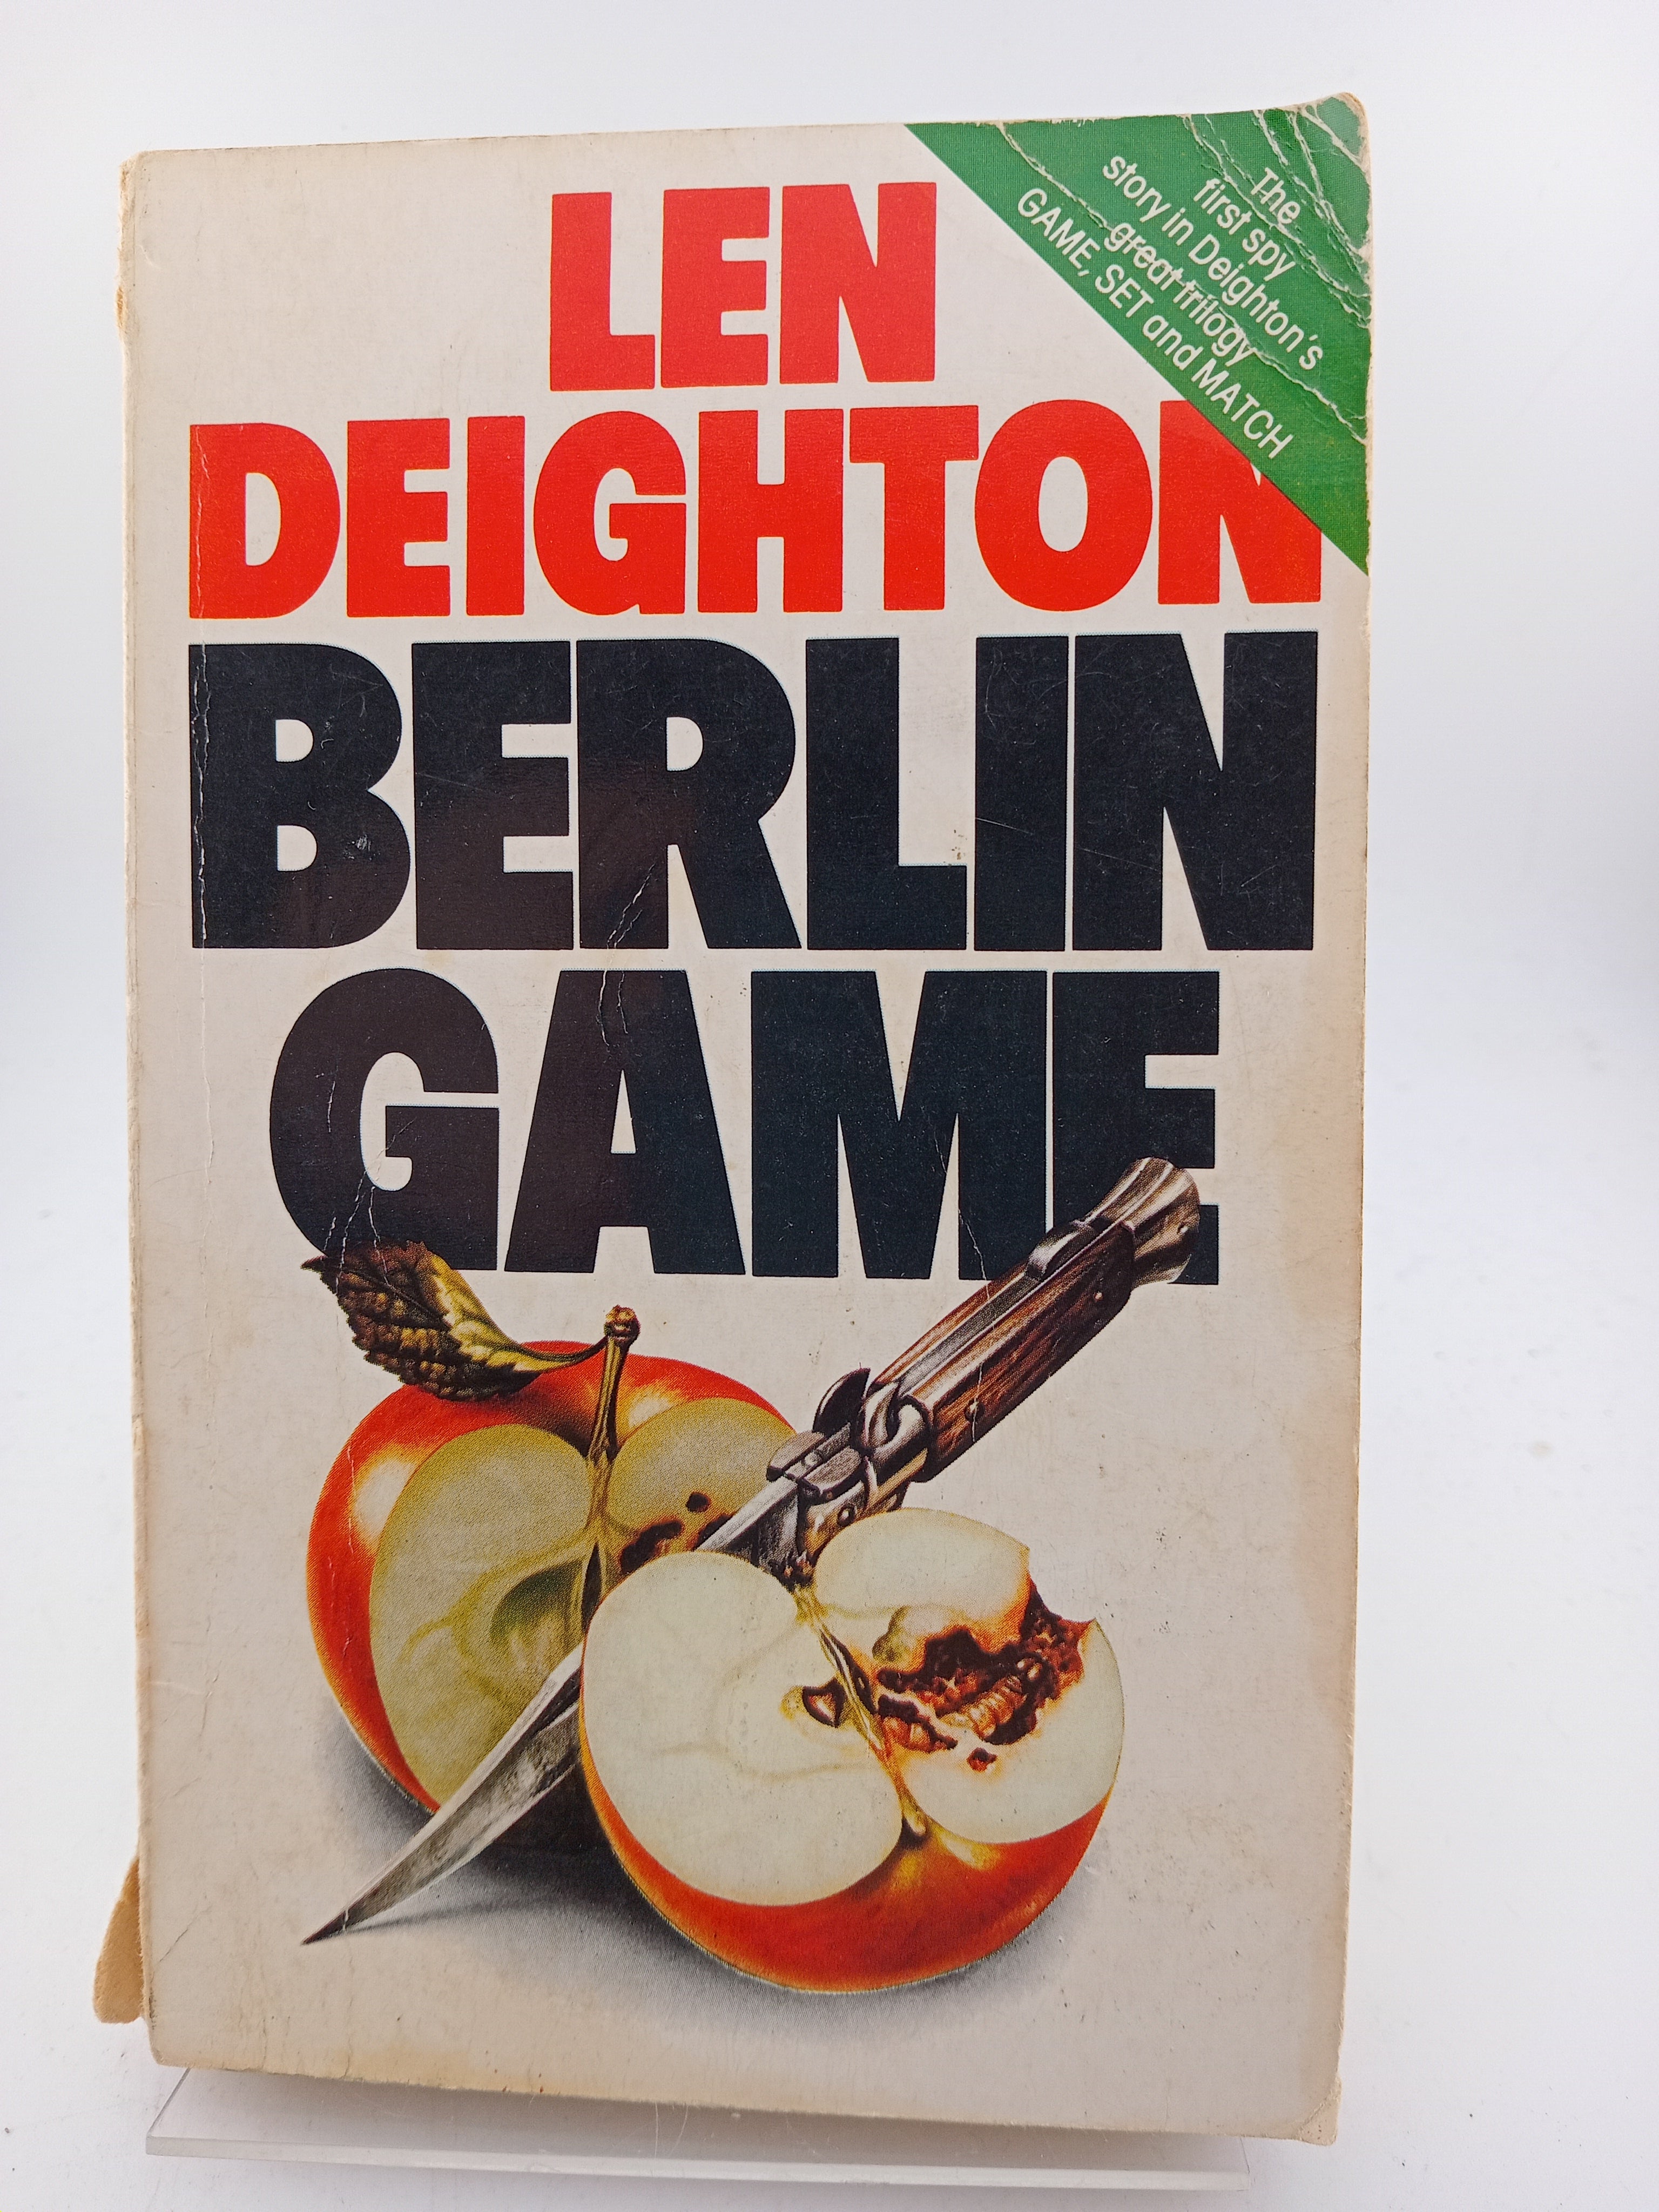 LEN
DEIGHTON
BERLIN
GAME
The
first spy
story in Deighton's
great trilogy
GAME, SET and MATCH